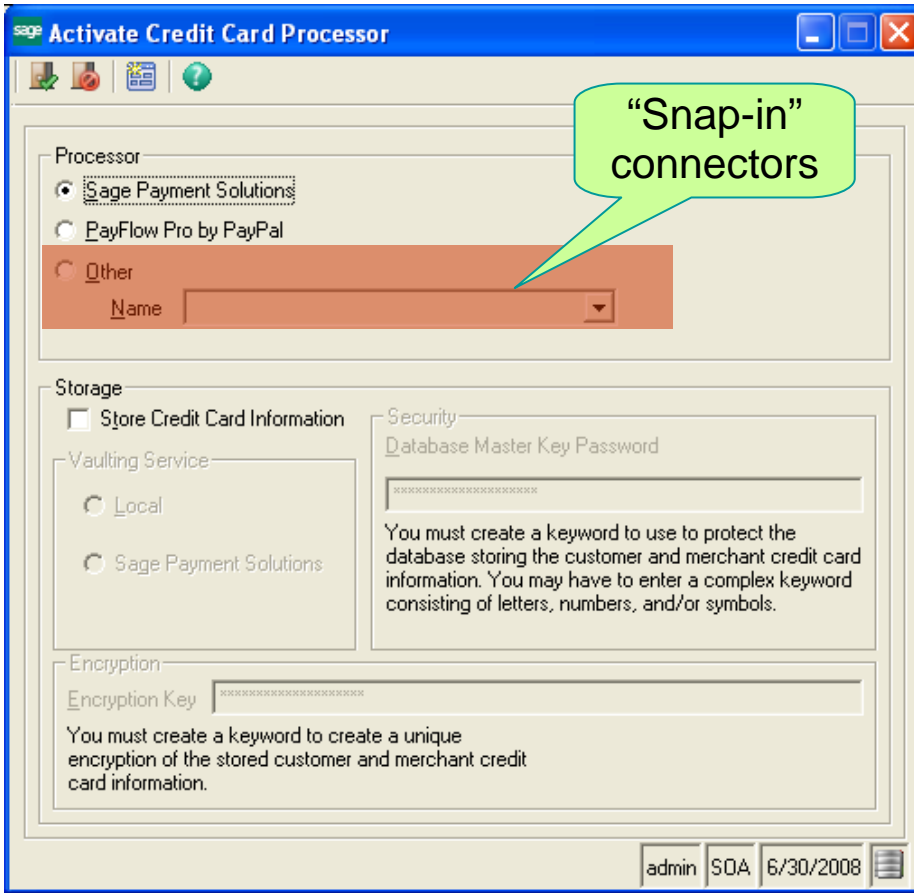 sage Activate Credit Card Processor
“Snap-in”
connectors
Processor
Sage Payment Solutions
PayFlow Pro by PayPal
Other
Name
Storage
Store Credit Card Information
Vaulting Service
Local
Sage Payment Solutions
Security
Database Master Key Password
********************
You must create a keyword to use to protect the
database storing the customer and merchant credit card
information. You may have to enter a complex keyword
consisting of letters, numbers, and/or symbols.
Encryption
Encryption Key ********************
You must create a keyword to create a unique
encryption of the stored customer and merchant credit
card information.
admin SOA 6/30/2008